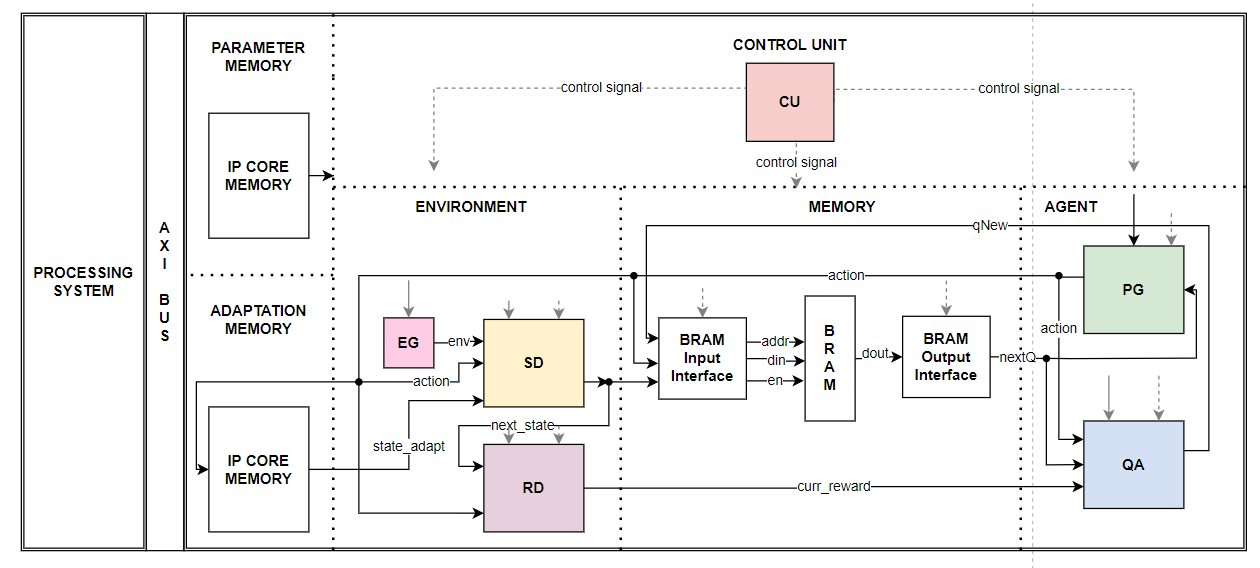 PROCESSING
SYSTEM
A
X
I
B
U
S
PARAMETER
MEMORY
IP CORE
MEMORY
ADAPTATION
MEMORY
IP CORE
MEMORY
CONTROL UNIT
CU
control signal
control signal
control signal
ENVIRONMENT
EG
env
SD
action
state_adapt
next_state
RD
MEMORY
qNew
action
BRAM
Input
Interface
addr
din
en
B
R
A
M
dout
BRAM
Output
Interface
nextQ
curr_reward
AGENT
PG
action
QA